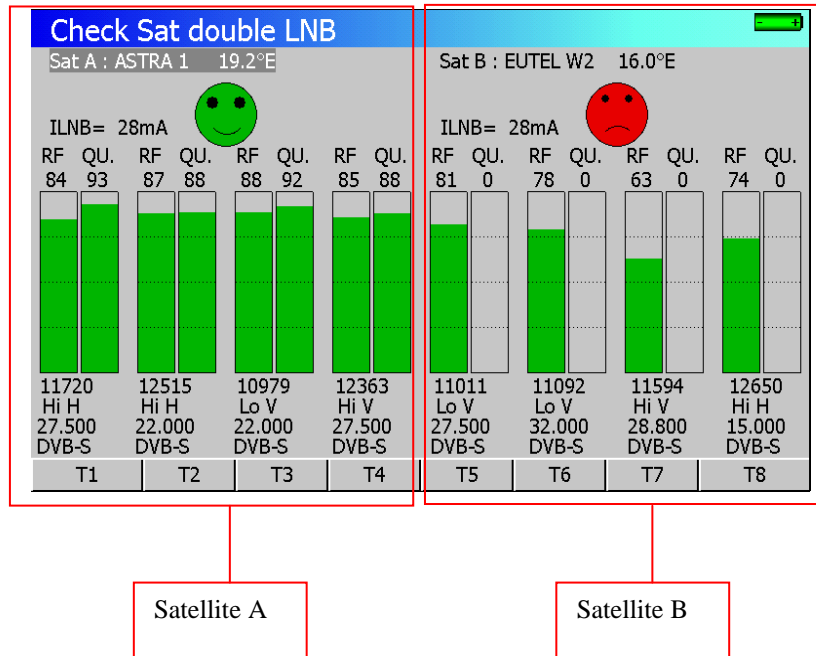 Check Sat double LNB
- +
Sat A : ASTRA 1 19.2°E
Sat B : EUTEL W2 16.0°E
ILNB= 28mA
ILNB= 28mA
RF QU. RF QU. RF QU. RF QU. RF QU. RF QU. RF QU. RF QU.
84 93 87 88 88 92 85 88 81 0 78 0 63 0 74 0
11720 12515 10979 12363 11011 11092 11594 12650
Hi H Hi H Lo V Hi V Lo V Lo V Hi V Hi H
27.500 22.000 22.000 27.500 27.500 32.000 28.800 15.000
DVB-S DVB-S DVB-S DVB-S DVB-S DVB-S DVB-S DVB-S
T1 T2 T3 T4 T5 T6 T7 T8
Satellite A
Satellite B